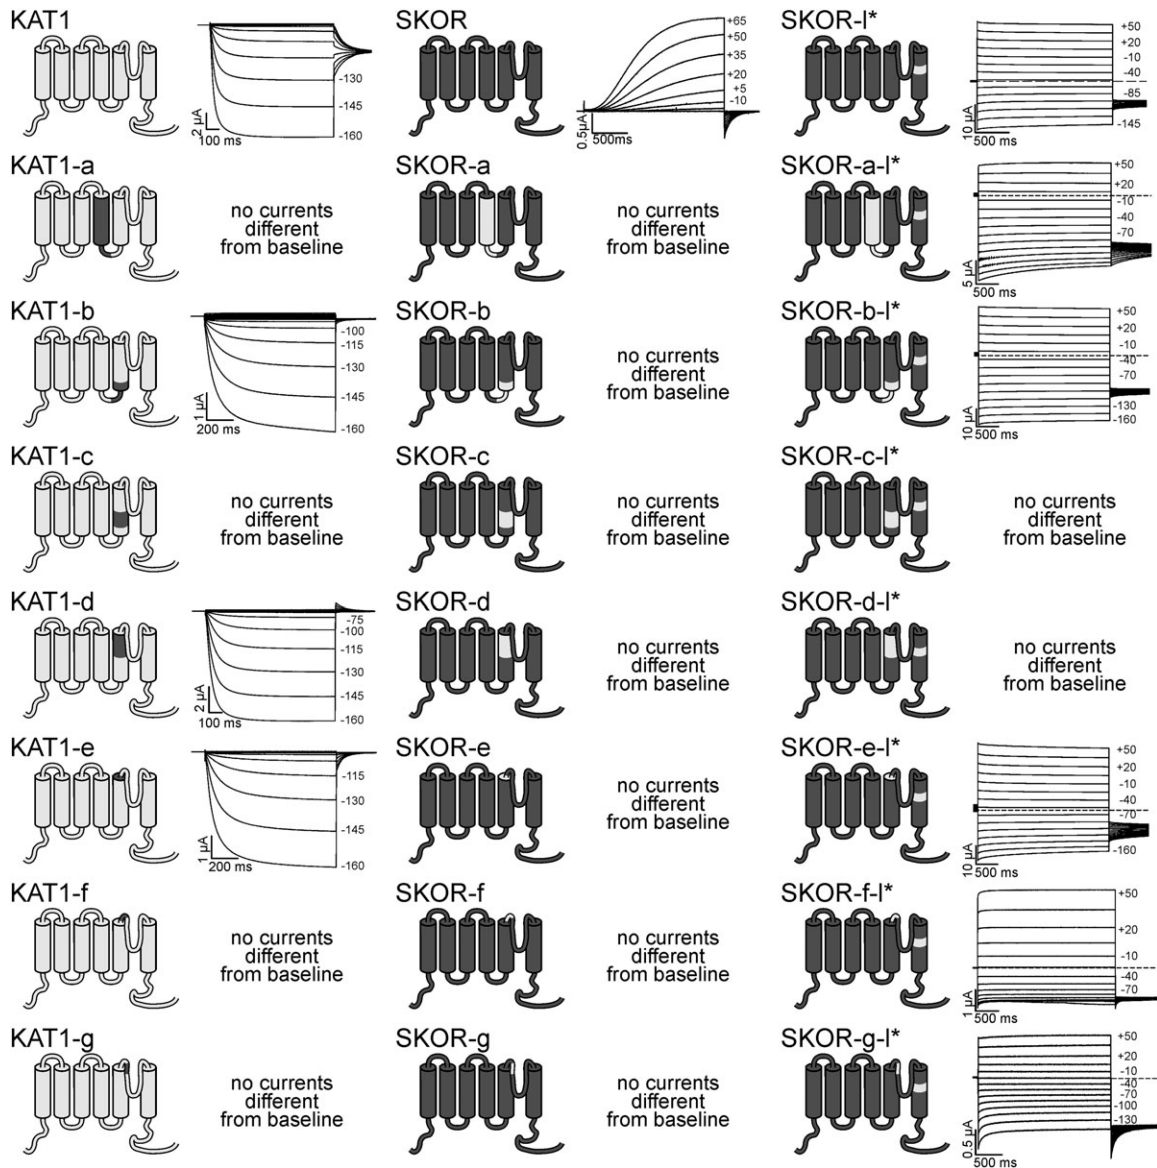 KAT1
-130
-145
-160
2 µA
100 ms
SKOR
+65
+50
+35
+20
+5
-10
0.5µA
500ms
SKOR-l*
+50
+20
-10
-40
-85
-145
10 µA
500 ms
KAT1-a
no currents
different
from baseline
SKOR-a
no currents
different
from baseline
SKOR-a-l*
+50
+20
-10
-40
-70
5 µA
500 ms
KAT1-b
-100
-115
-130
-145
-160
1 µA
200 ms
SKOR-b
no currents
different
from baseline
SKOR-b-l*
+50
+20
-10
-40
-70
-130
-160
10 µA
500 ms
KAT1-c
no currents
different
from baseline
SKOR-c
no currents
different
from baseline
SKOR-c-l*
no currents
different
from baseline
KAT1-d
-75
-100
-115
-130
-145
-160
2 µA
100 ms
SKOR-d
no currents
different
from baseline
SKOR-d-l*
no currents
different
from baseline
KAT1-e
-115
-130
-145
-160
1 µA
200 ms
SKOR-e
no currents
different
from baseline
SKOR-e-l*
+50
+20
-10
-40
-70
-160
10 µA
500 ms
KAT1-f
no currents
different
from baseline
SKOR-f
no currents
different
from baseline
SKOR-f-l*
+50
+20
-10
-40
-70
1 µA
500 ms
KAT1-g
no currents
different
from baseline
SKOR-g
no currents
different
from baseline
SKOR-g-l*
+50
+20
-10
-40
-70
-100
-130
0.5 µA
500 ms